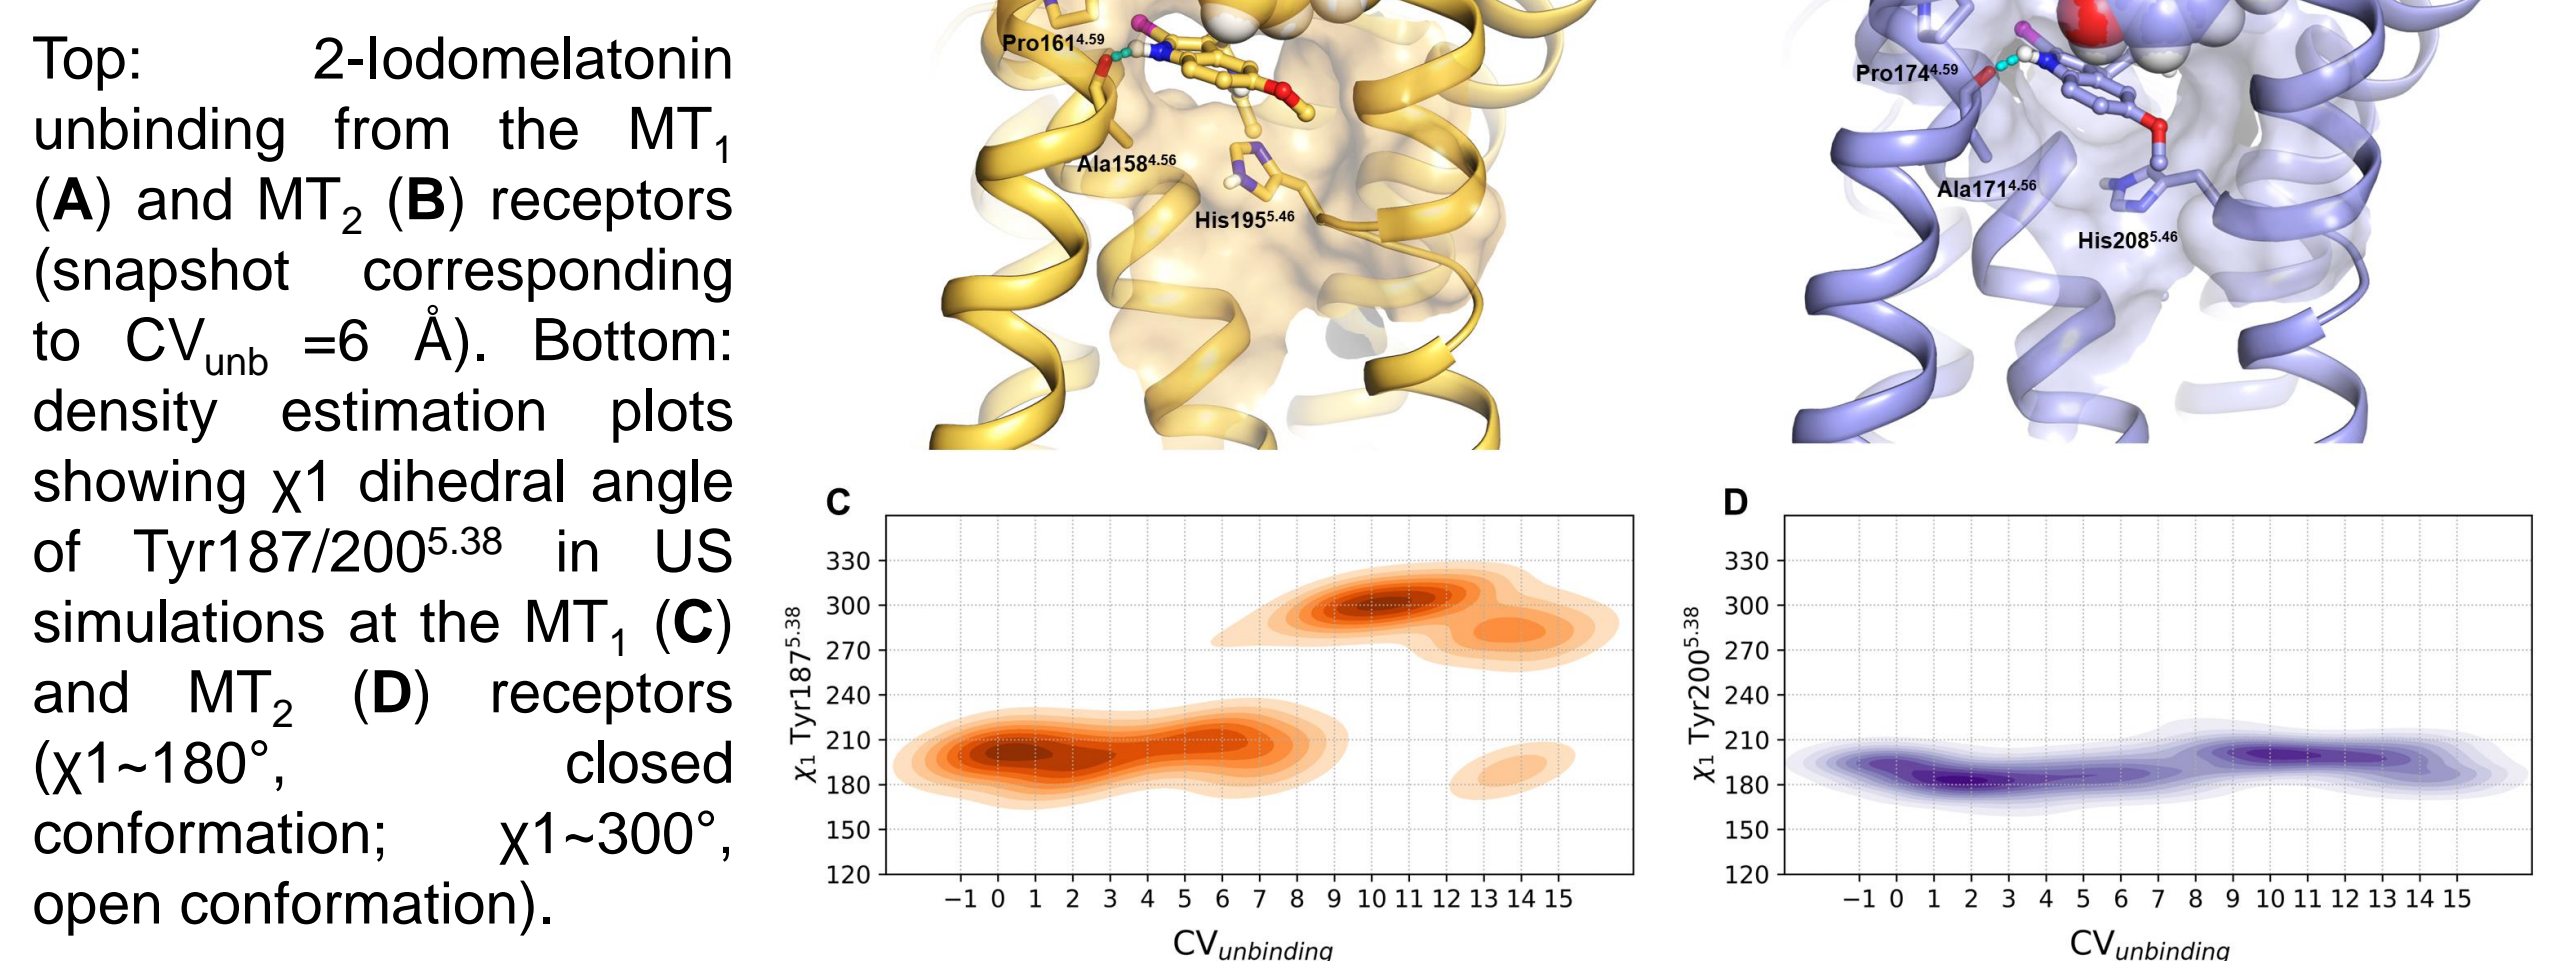 Top: 2-Iodomelatonin
unbinding from the MT1
(A) and MT2 (B) receptors
(snapshot corresponding
to CVunb =6 Å). Bottom:
density estimation plots
showing χ1 dihedral angle
of Tyr187/2005.38 in US
simulations at the MT1 (C)
and MT2 (D) receptors
(χ1~180°, closed
conformation; χ1~300°,
open conformation).
Pro1614.59
Ala1584.56
His1955.46
Pro1744.59
Ala1714.56
His2085.46
C
330
300
270
240
210
180
150
120
χ1 Tyr1875.38
−1 0 1 2 3 4 5 6 7 8 9 10 11 12 13 14 15
CVunbinding
D
330
300
270
240
210
180
150
120
χ1 Tyr2005.38
−1 0 1 2 3 4 5 6 7 8 9 10 11 12 13 14 15
CVunbinding